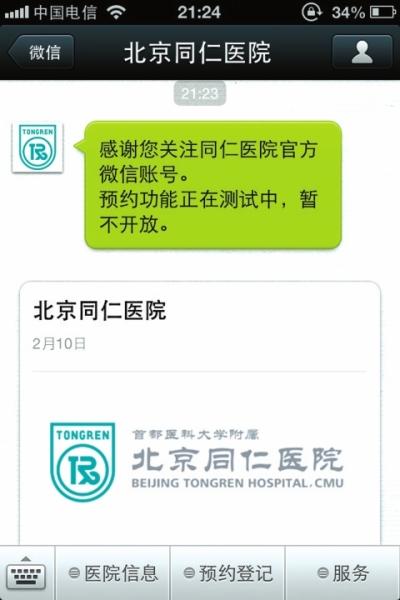 中国电信 21:24 34%
微信 北京同仁医院
21:23
TONGREN
感谢您关注同仁医院官方
微信账号。
预约功能正在测试中，暂
不开放。
北京同仁医院
2月10日
TONGREN
首都医科大学附属
北京同仁医院
BEIJING TONGREN HOSPITAL, CMU
医院信息 预约登记 服务